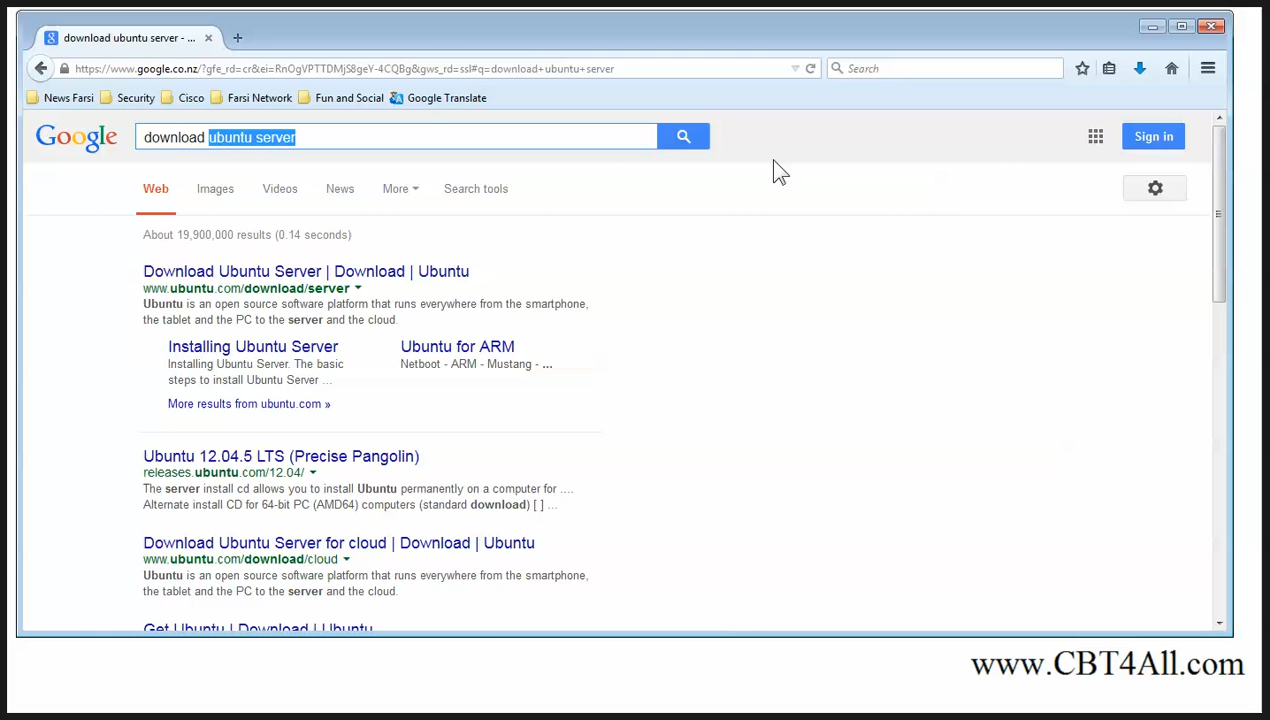 download ubuntu server - ...
https://www.google.co.nz/?gfe_rd=cr&ei=RnOgVPTTDMjS8geY-4CQBg&gws_rd=ssl#q=download+ubuntu+server
Search
News Farsi Security Cisco Farsi Network Fun and Social Google Translate
Google download ubuntu server Sign in
Web Images Videos News More Search tools
About 19,900,000 results (0.14 seconds)
Download Ubuntu Server | Download | Ubuntu
www.ubuntu.com/download/server
Ubuntu is an open source software platform that runs everywhere from the smartphone,
the tablet and the PC to the server and the cloud.
Installing Ubuntu Server
Installing Ubuntu Server. The basic
steps to install Ubuntu Server ...
Ubuntu for ARM
Netboot - ARM - Mustang - ...
More results from ubuntu.com »
Ubuntu 12.04.5 LTS (Precise Pangolin)
releases.ubuntu.com/12.04/
The server install cd allows you to install Ubuntu permanently on a computer for ....
Alternate install CD for 64-bit PC (AMD64) computers (standard download) [ ] ...
Download Ubuntu Server for cloud | Download | Ubuntu
www.ubuntu.com/download/cloud
Ubuntu is an open source software platform that runs everywhere from the smartphone,
the tablet and the PC to the server and the cloud.
Get Ubuntu | Download | Ubuntu
www.CBT4All.com